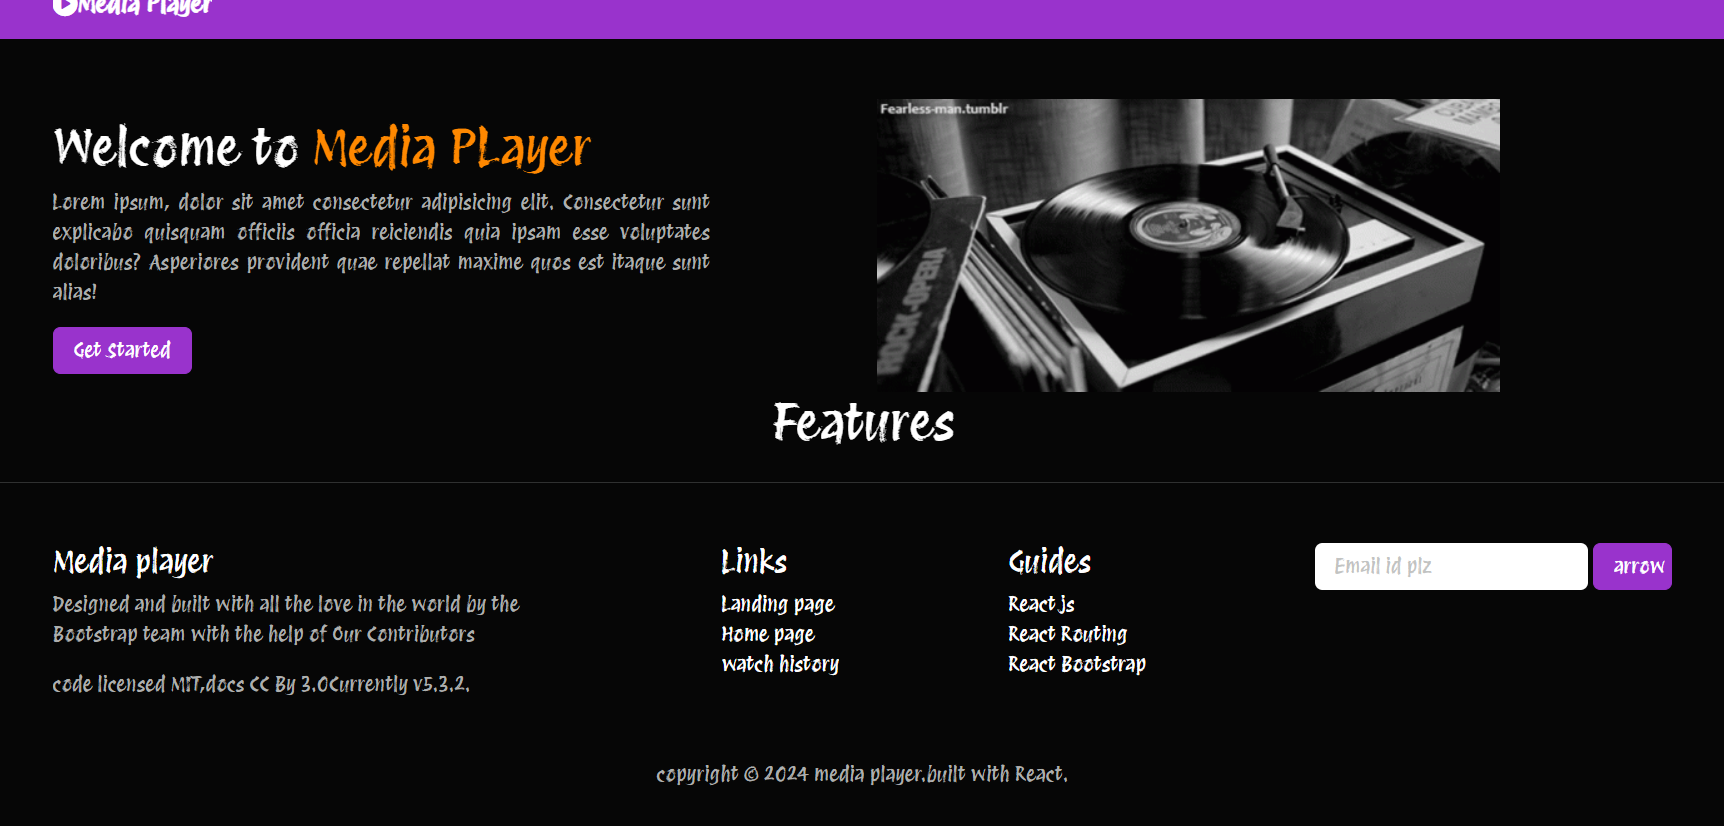 Media Player
Fearless-man.tumblr
Welcome to Media PLayer
Lorem ipsum, dolor sit amet consectetur adipisicing elit. Consectetur sunt
explicabo quisquam officiis officia reiciendis quia ipsam esse voluptates
doloribus? Asperiores provident quae repellat maxime quos est itaque sunt
alias!
Get Started
ROCK-OPERA
Features
Media player
Designed and built with all the love in the world by the
Bootstrap team with the help of Our Contributors
code licensed MIT,docs CC By 3.0Currently v5.3.2.
Links
Landing page
Home page
watch history
Guides
React js
React Routing
React Bootstrap
Email id plz
arrow
copyright © 2024 media player.built with React.